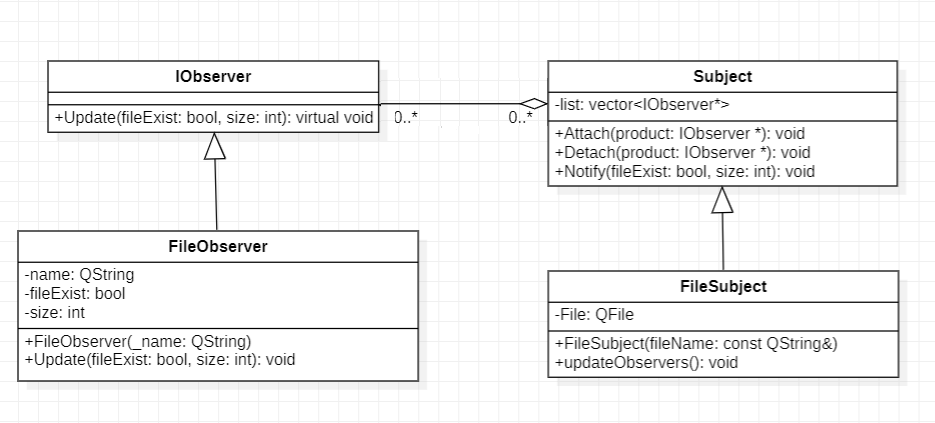 IObserver
+Update(fileExist: bool, size: int): virtual void
0..*
0..*
Subject
-list: vector<IObserver*>
+Attach(product: IObserver *): void
+Detach(product: IObserver *): void
+Notify(fileExist: bool, size: int): void
FileObserver
-name: QString
-fileExist: bool
-size: int
+FileObserver(_name: QString)
+Update(fileExist: bool, size: int): void
FileSubject
-File: QFile
+FileSubject(fileName: const QString&)
+updateObservers(): void